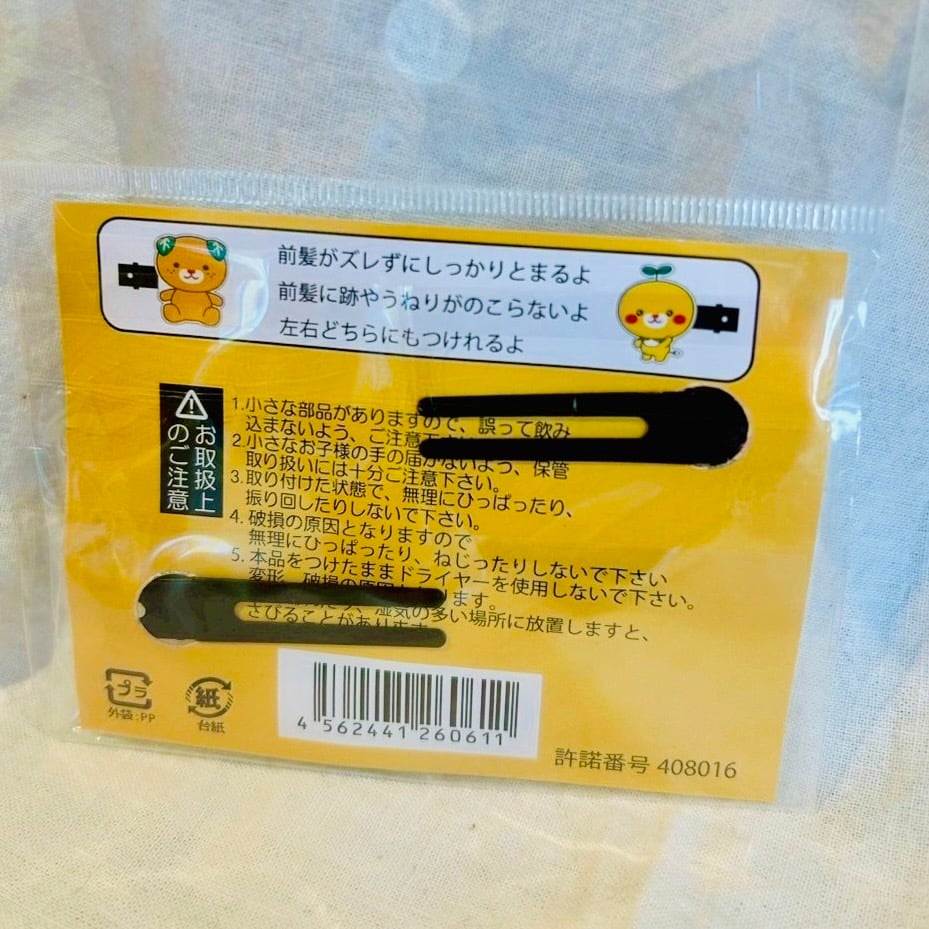 前髪がズレずにしっかりとまるよ
前髪に跡やうねりがのこらないよ
左右どちらにもつけれるよ
お取扱上
のご注意
1.小さな部品がありますので、誤って飲み
込まないよう、ご注意下さい。
2.小さなお子様の手の届かないよう、保管
取り扱いには十分ご注意下さい。
3.取り付けた状態で、無理にひっぱったり、
振り回したりしないで下さい。
4. 破損の原因となりますので
無理にひっぱったり、ねじったりしないで下さい
5. 本品をつけたままドライヤーを使用しないで下さい。
変形、破損の原因となります。
たり、湿気の多い場所に放置しますと、
さびることがあります
プラ
外袋:PP
紙
台紙
4 562441 260611
許諾番号 408016